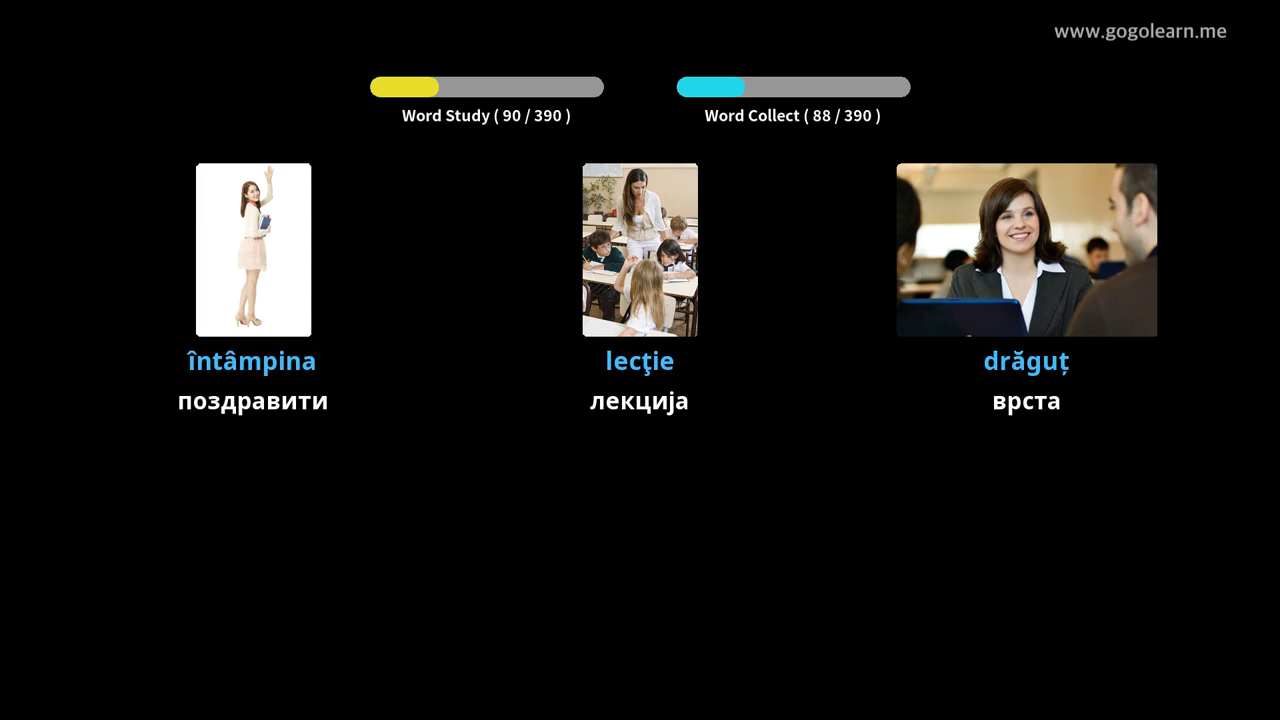 www.gogolearn.me
Word Study ( 90 / 390 )
Word Collect ( 88 / 390 )
întâmpina
lecţie
drăguț
поздравити
лекција
врста